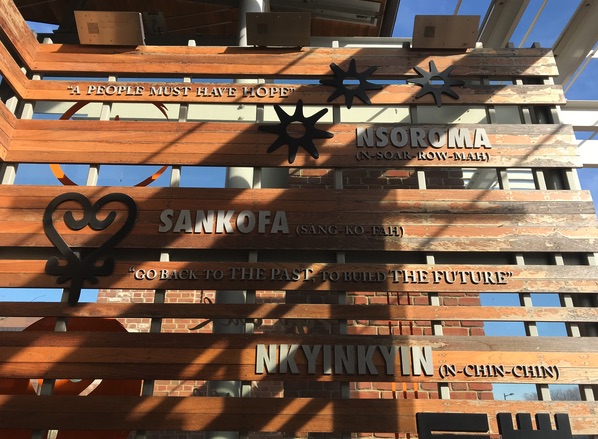 "A PEOPLE MUST HAVE HOPE"
NSOROMA
(N-SOAR-ROW-MAH)
SANKOFA (SANG-KO-FAH)
"GO BACK TO THE PAST, TO BUILD THE FUTURE"
NKYINKYIN (N-CHIN-CHIN)